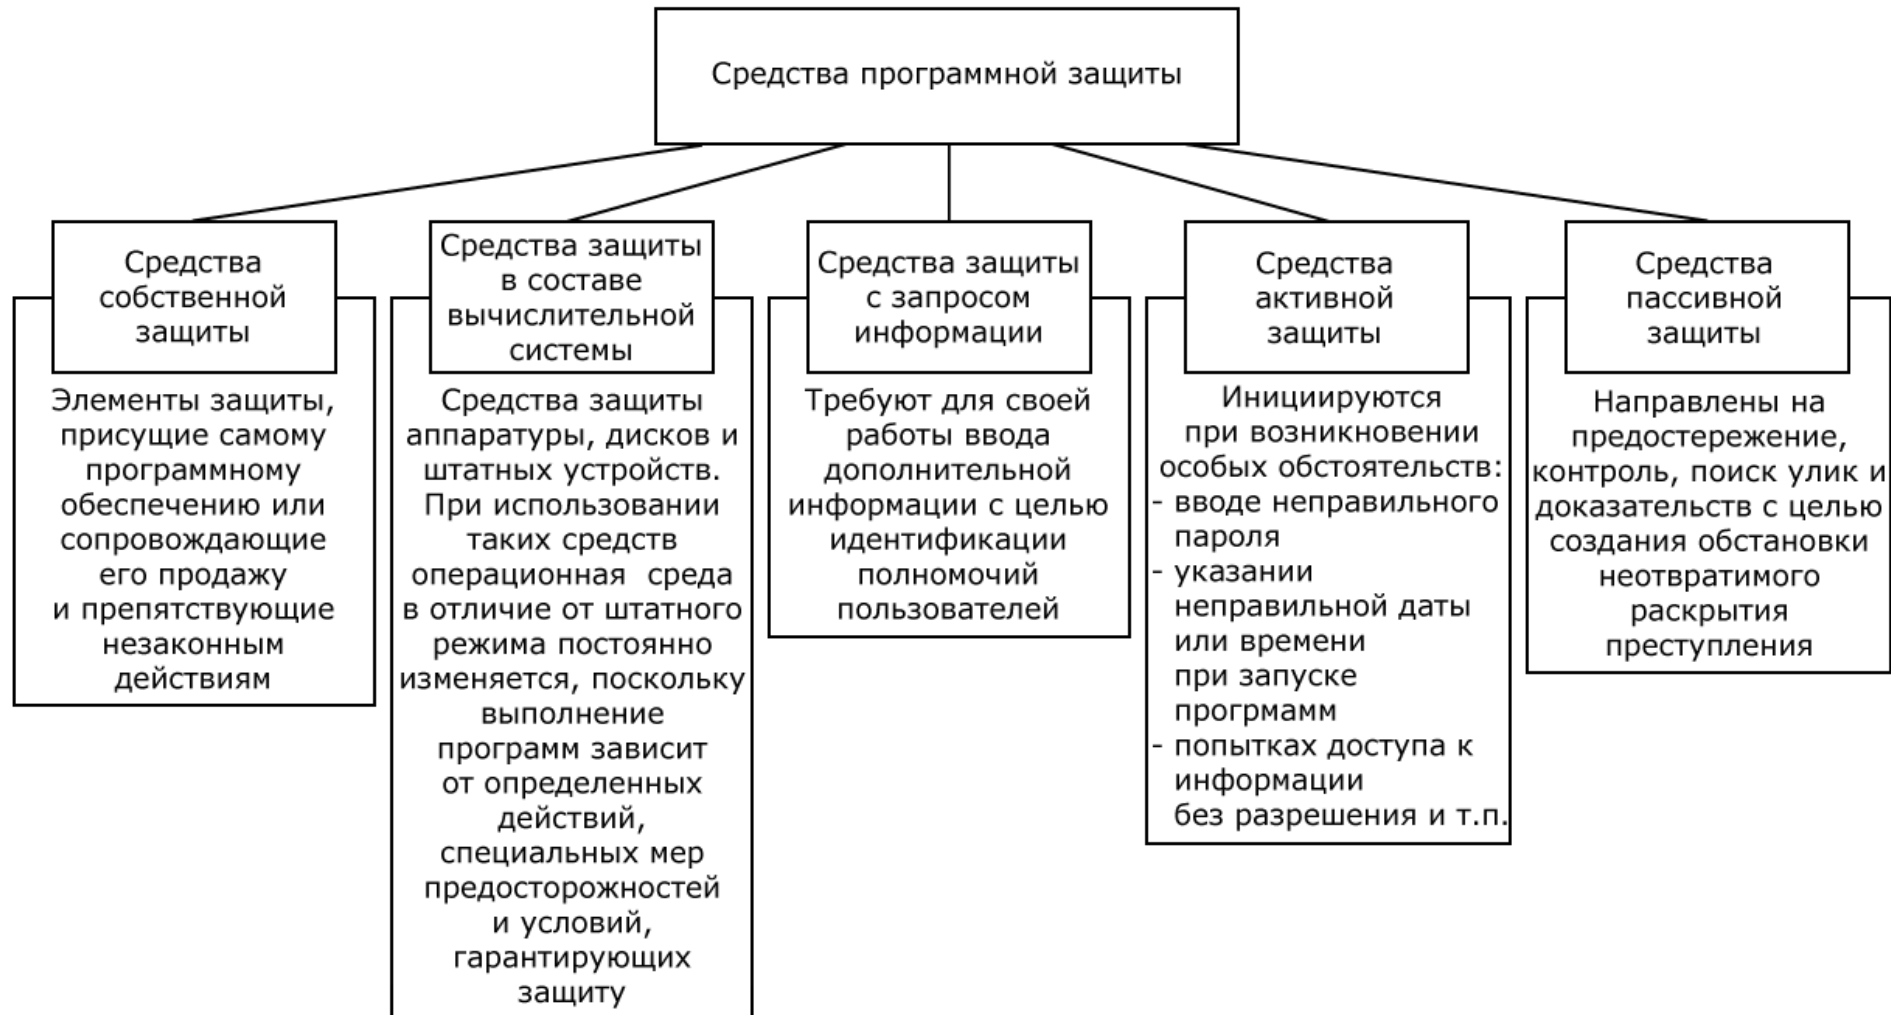 Средства программной защиты
Средства
собственной
защиты
Элементы защиты,
присущие самому
программному
обеспечению или
сопровождающие
его продажу
и препятствующие
незаконным
действиям
Средства защиты
в составе
вычислительной
системы
Средства защиты
аппаратуры, дисков и
штатных устройств.
При использовании
таких средств
операционная среда
в отличие от штатного
режима постоянно
изменяется, поскольку
выполнение
программ зависит
от определенных
действий,
специальных мер
предосторожностей
и условий,
гарантирующих
защиту
Средства защиты
с запросом
информации
Требуют для своей
работы ввода
дополнительной
информации с целью
идентификации
полномочий
пользователей
Средства
активной
защиты
Инициируются
при возникновении
особых обстоятельств:
- вводе неправильного
пароля
- указании
неправильной даты
или времени
при запуске
прогрмамм
- попытках доступа к
информации
без разрешения и т.п.
Средства
пассивной
защиты
Направлены на
предостережение,
контроль, поиск улик и
доказательств с целью
создания обстановки
неотвратимого
раскрытия
преступления